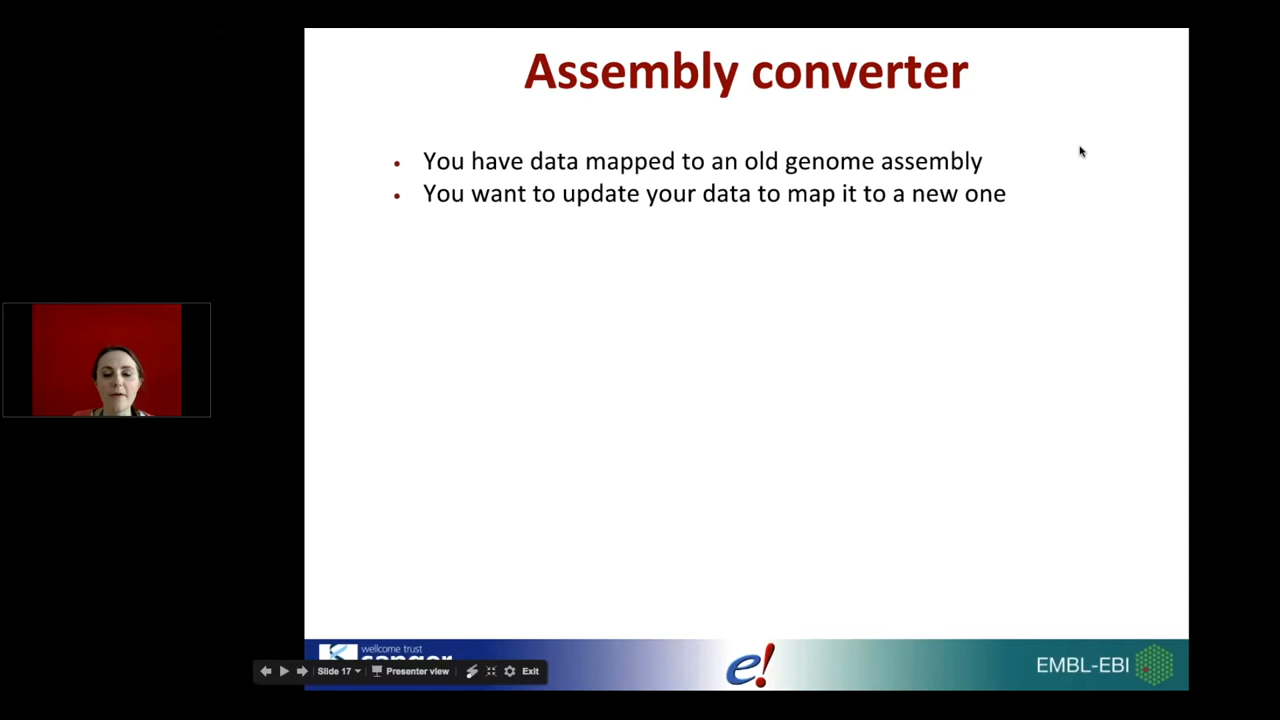 Assembly converter
• You have data mapped to an old genome assembly
• You want to update your data to map it to a new one
wellcome trust
Slide 17
Presenter view
Exit
e!
EMBL-EBI